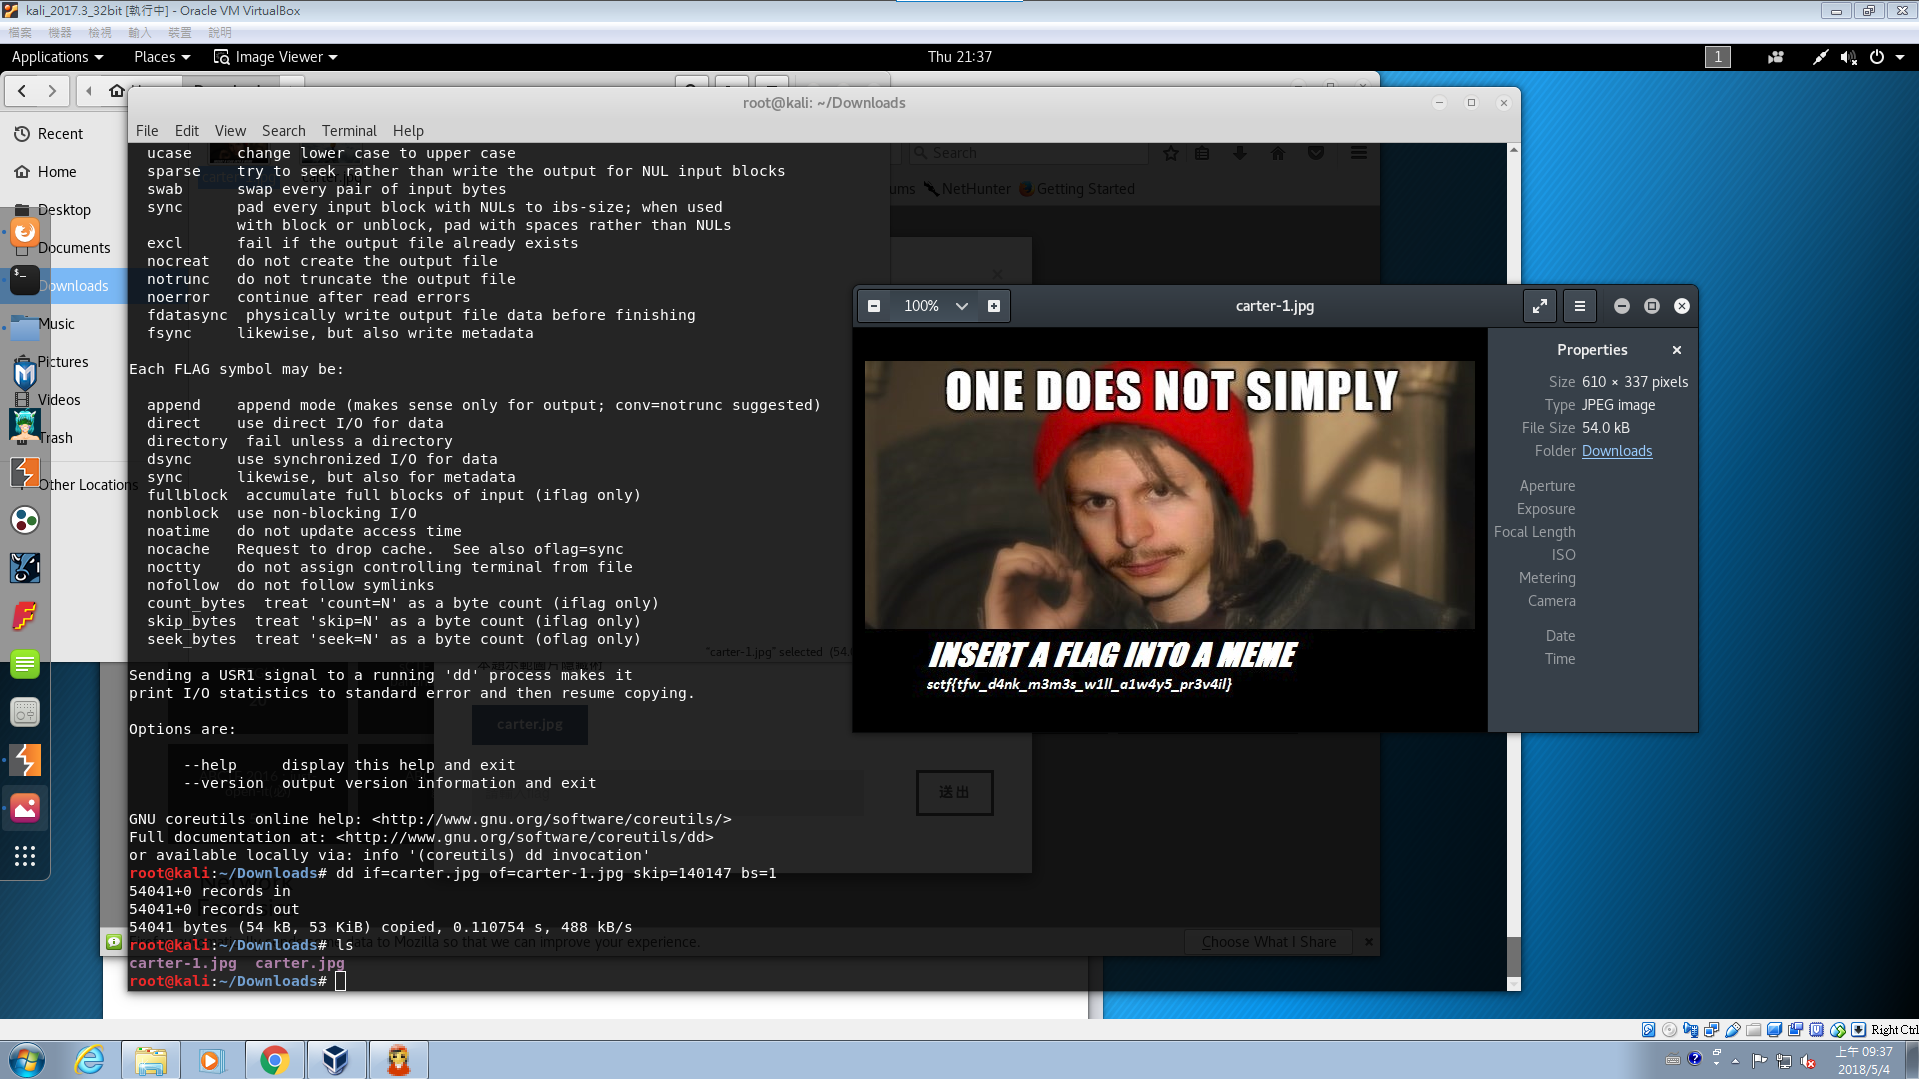 kali_2017.3_32bit [執行中] - Oracle VM VirtualBox
檔案 機器 檢視 輸入 裝置 說明
Applications Places Image Viewer Thu 21:37 1
root@kali: ~/Downloads
File Edit View Search Terminal Help
Recent
Home
Desktop
Documents
Downloads
Music
Pictures
Videos
Trash
Other Locations
Search
NetHunter Getting Started
ucase change lower case to upper case
sparse try to seek rather than write the output for NUL input blocks
swab swap every pair of input bytes
sync pad every input block with NULs to ibs-size; when used
with block or unblock, pad with spaces rather than NULs
excl fail if the output file already exists
nocreat do not create the output file
notrunc do not truncate the output file
noerror continue after read errors
fdatasync physically write output file data before finishing
fsync likewise, but also write metadata
Each FLAG symbol may be:
append append mode (makes sense only for output; conv=notrunc suggested)
direct use direct I/O for data
directory fail unless a directory
dsync use synchronized I/O for data
sync likewise, but also for metadata
fullblock accumulate full blocks of input (iflag only)
nonblock use non-blocking I/O
noatime do not update access time
nocache Request to drop cache. See also oflag=sync
noctty do not assign controlling terminal from file
nofollow do not follow symlinks
count_bytes treat 'count=N' as a byte count (iflag only)
skip_bytes treat 'skip=N' as a byte count (iflag only)
seek_bytes treat 'seek=N' as a byte count (oflag only)
"carter-1.jpg" selected (54.0
Sending a USR1 signal to a running 'dd' process makes it
print I/O statistics to standard error and then resume copying.
carter.jpg
Options are:
--help display this help and exit
--version output version information and exit
送出
GNU coreutils online help: <http://www.gnu.org/software/coreutils/>
Full documentation at: <http://www.gnu.org/software/coreutils/dd>
or available locally via: info '(coreutils) dd invocation'
root@kali:~/Downloads# dd if=carter.jpg of=carter-1.jpg skip=140147 bs=1
54041+0 records in
54041+0 records out
54041 bytes (54 kB, 53 KiB) copied, 0.110754 s, 488 kB/s
root@kali:~/Downloads# ls
data to Mozilla so that we can improve your experience.
Choose What I Share
carter-1.jpg carter.jpg
root@kali:~/Downloads#
100%
carter-1.jpg
ONE DOES NOT SIMPLY
INSERT A FLAG INTO A MEME
sctf{tfw_d4nk_m3m3s_w1ll_a1w4y5_pr3v4il}
Properties
Size 610 × 337 pixels
Type JPEG image
File Size 54.0 kB
Folder Downloads
Aperture
Exposure
Focal Length
ISO
Metering
Camera
Date
Time
Right Ctrl
上午 09:37
2018/5/4